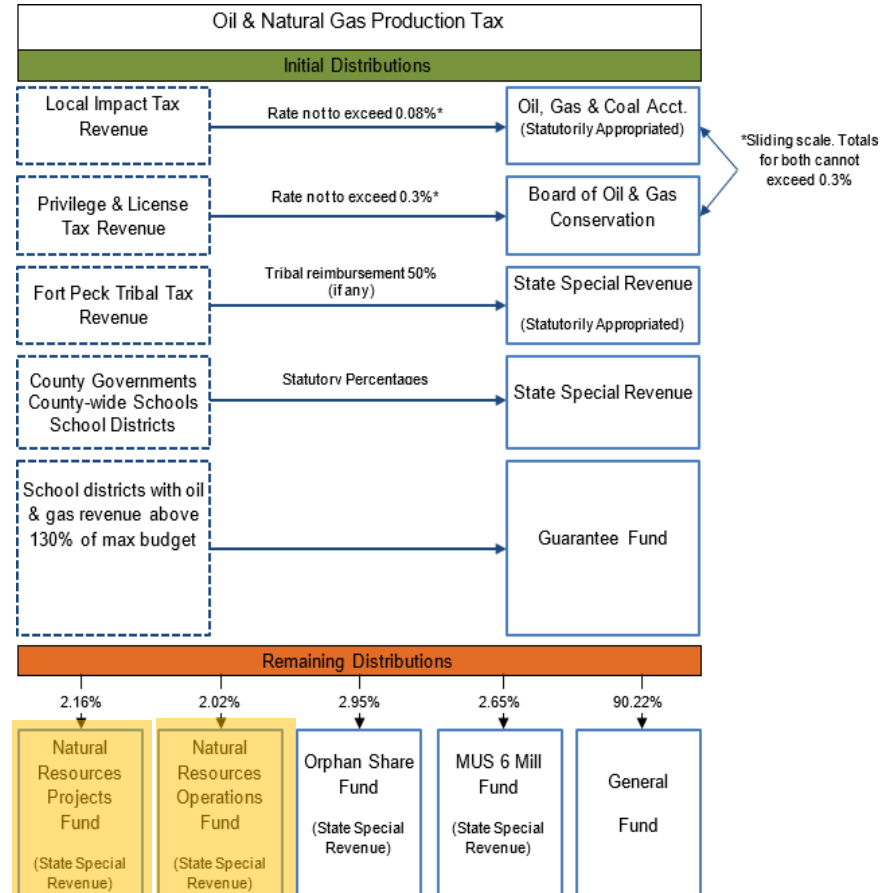 Oil & Natural Gas Production Tax
Initial Distributions
Local Impact Tax
Revenue
Rate not to exceed 0.08%*
Oil, Gas & Coal Acct.
(Statutorily Appropriated)
*Sliding scale. Totals
for both cannot
exceed 0.3%
Privilege & License
Tax Revenue
Rate not to exceed 0.3%*
Board of Oil & Gas
Conservation
Fort Peck Tribal Tax
Revenue
Tribal reimbursement 50%
(if any)
State Special Revenue
(Statutorily Appropriated)
County Governments
County-wide Schools
School Districts
Statutory Percentages
State Special Revenue
School districts with oil
& gas revenue above
130% of max budget
Guarantee Fund
Remaining Distributions
2.16%
2.02%
2.95%
2.65%
90.22%
Natural
Resources
Projects
Fund
(State Special
Revenue)
Natural
Resources
Operations
Fund
(State Special
Revenue)
Orphan Share
Fund
(State Special
Revenue)
MUS 6 Mill
Fund
(State Special
Revenue)
General
Fund